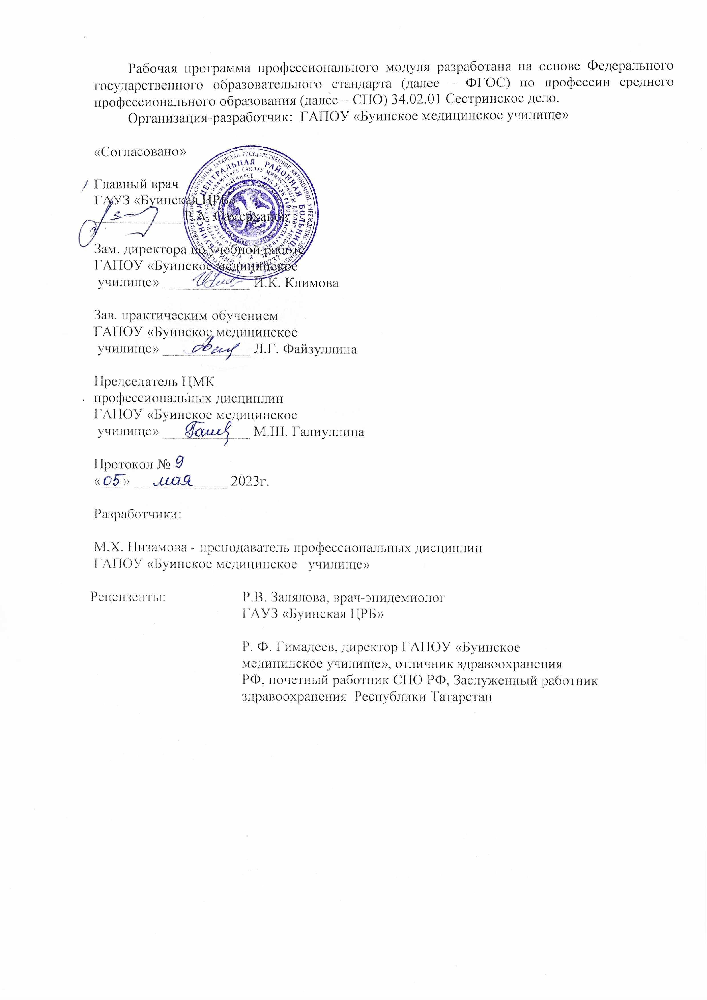 Рабочая программа профессионального модуля разработана на основе Федерального
государственного образовательного стандарта (далее – ФГОС) по профессии среднего
профессионального образования (далее – СПО) 34.02.01 Сестринское дело.
Организация-разработчик: ГАПОУ «Буинское медицинское училище»
«Согласовано»
Главный врач
ГАУЗ «Буинская ЦРБ»
Р.А. Самерханов
БУИНСКАЯ ЦЕНТРАЛЬНАЯ РАЙОННАЯ БОЛЬНИЦА
Зам. директора по учебной работе
ГАПОУ «Буинское медицинское
училище» И.К. Климова
Зав. практическим обучением
ГАПОУ «Буинское медицинское
училище» Л.Г. Файзуллина
Председатель ЦМК
профессиональных дисциплин
ГАПОУ «Буинское медицинское
училище» М.Ш. Галиуллина
Протокол № 9
«05» мая 2023г.
Разработчики:
М.Х. Низамова - преподаватель профессиональных дисциплин
ГАПОУ «Буинское медицинское училище»
Рецензенты: Р.В. Залялова, врач-эпидемиолог
ГАУЗ «Буинская ЦРБ»
Р. Ф. Гимадеев, директор ГАПОУ «Буинское
медицинское училище», отличник здравоохранения
РФ, почетный работник СПО РФ, Заслуженный работник
здравоохранения Республики Татарстан